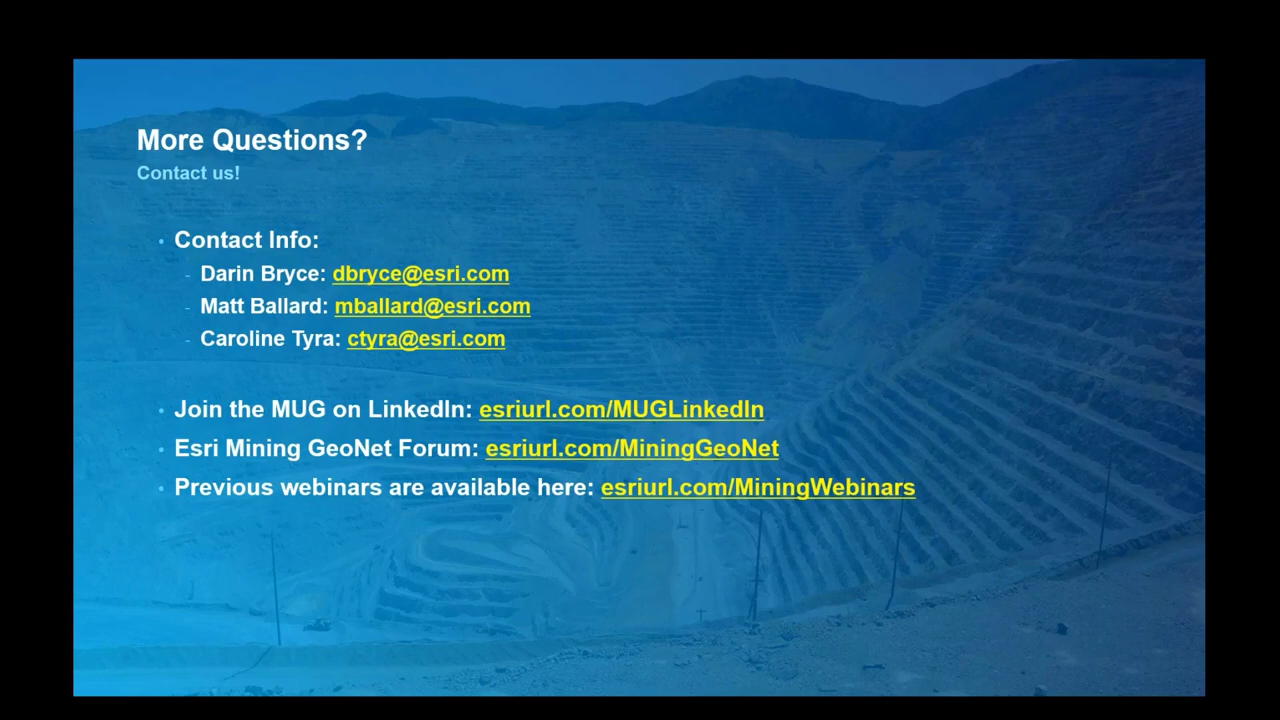 More Questions?
Contact us!
• Contact Info:
- Darin Bryce: dbryce@esri.com
- Matt Ballard: mballard@esri.com
- Caroline Tyra: ctyra@esri.com
• Join the MUG on LinkedIn: esriurl.com/MUGLinkedIn
• Esri Mining GeoNet Forum: esriurl.com/MiningGeoNet
• Previous webinars are available here: esriurl.com/MiningWebinars